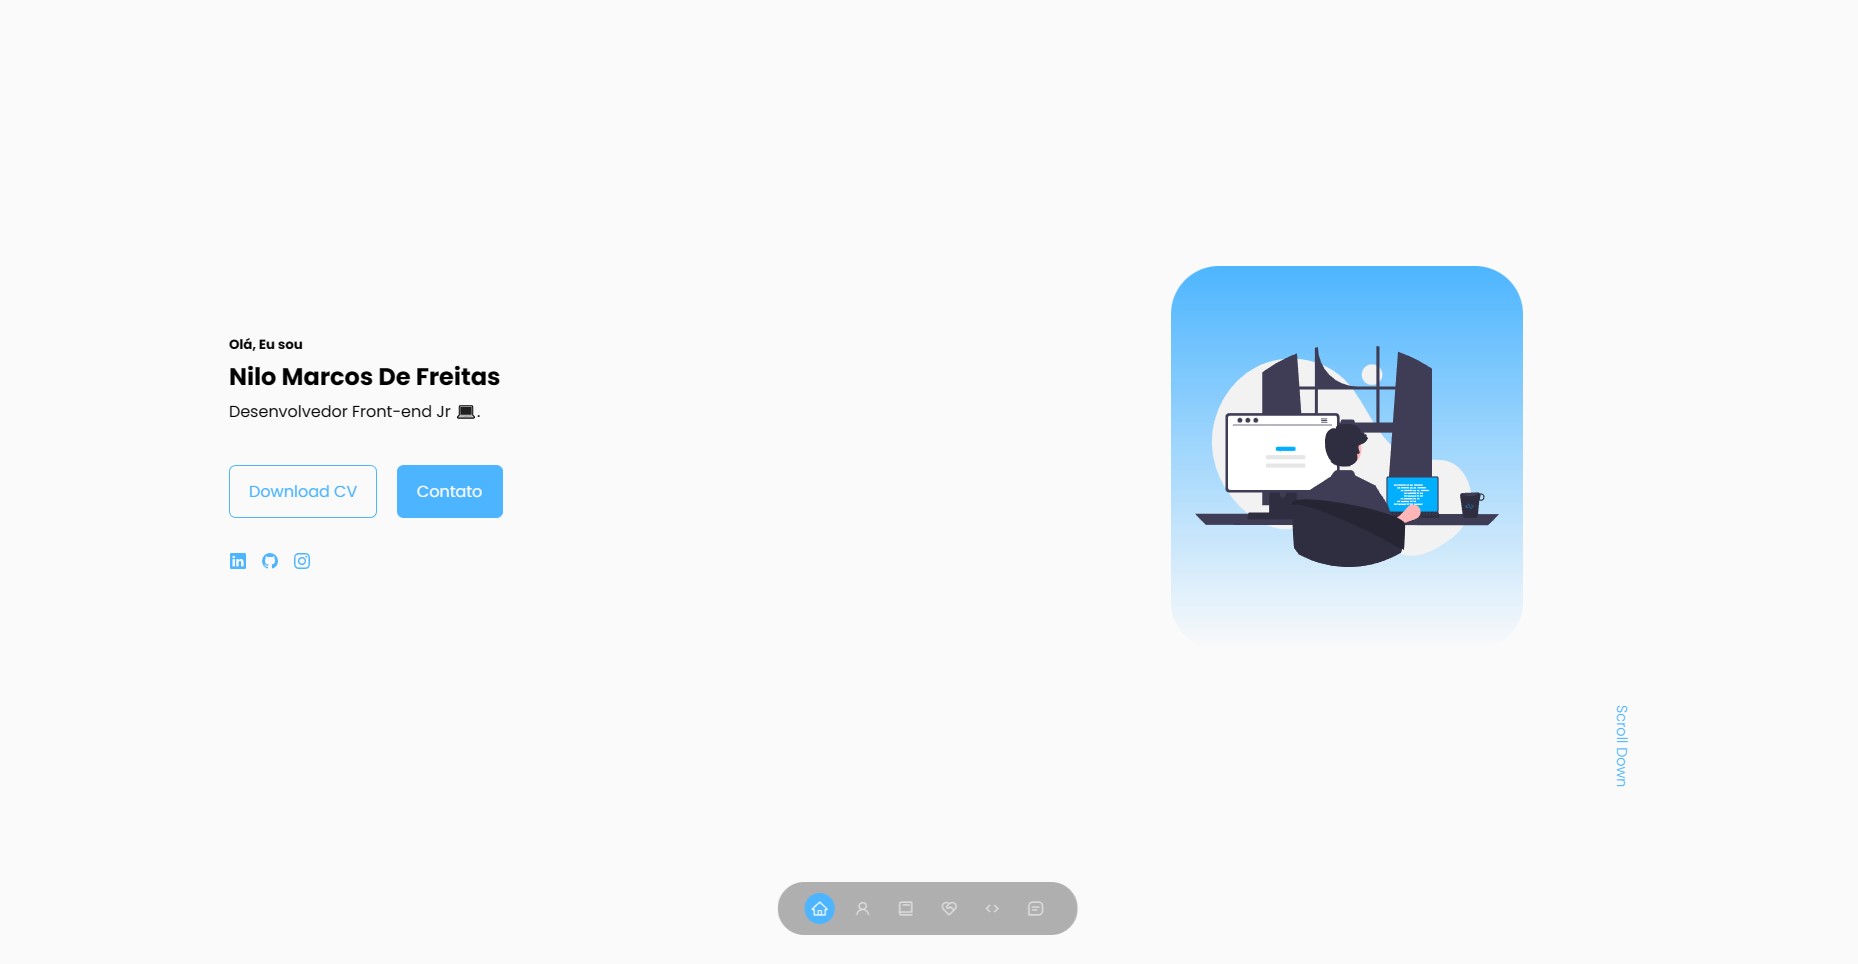 Olá, Eu sou
Nilo Marcos De Freitas
Desenvolvedor Front-end Jr 💻.
Download CV
Contato
Scroll Down